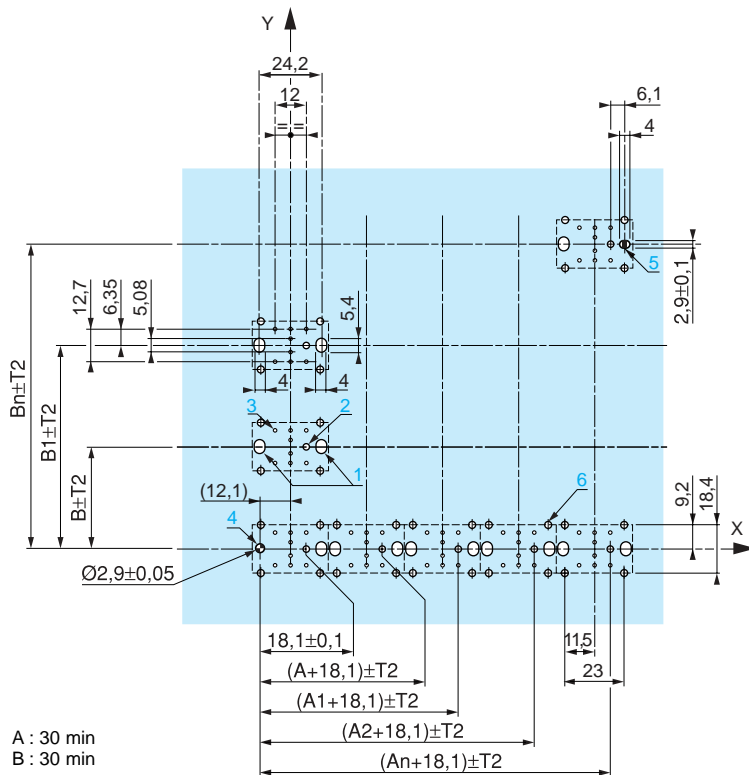 Y
24,2
12
=
=
6,1
4
5
2,9±0,1
12,7
6,35
5,08
5,4
4
4
Bn±T2
B1±T2
B±T2
3
2
1
(12,1)
4
6
9,2
18,4
X
Ø2,9±0,05
18,1±0,1
11,5
(A+18,1)±T2
23
(A1+18,1)±T2
(A2+18,1)±T2
A : 30 min
B : 30 min
(An+18,1)±T2